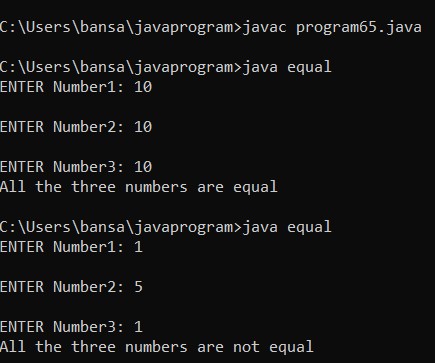 C:\Users\bansa\javaprogram>javac program65.java
C:\Users\bansa\javaprogram>java equal
ENTER Number1: 10
ENTER Number2: 10
ENTER Number3: 10
All the three numbers are equal
C:\Users\bansa\javaprogram>java equal
ENTER Number1: 1
ENTER Number2: 5
ENTER Number3: 1
All the three numbers are not equal